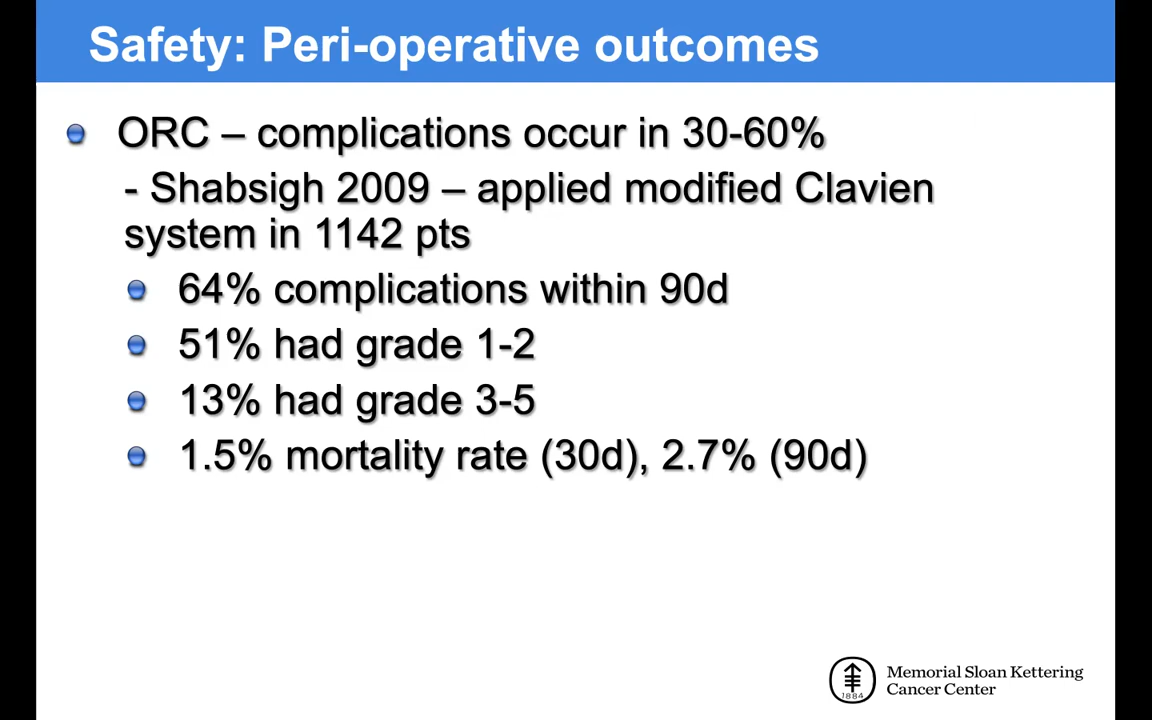 Safety: Peri-operative outcomes
ORC – complications occur in 30-60%
- Shabsigh 2009 – applied modified Clavien
system in 1142 pts
64% complications within 90d
51% had grade 1-2
13% had grade 3-5
1.5% mortality rate (30d), 2.7% (90d)
1884
Memorial Sloan Kettering
Cancer Center